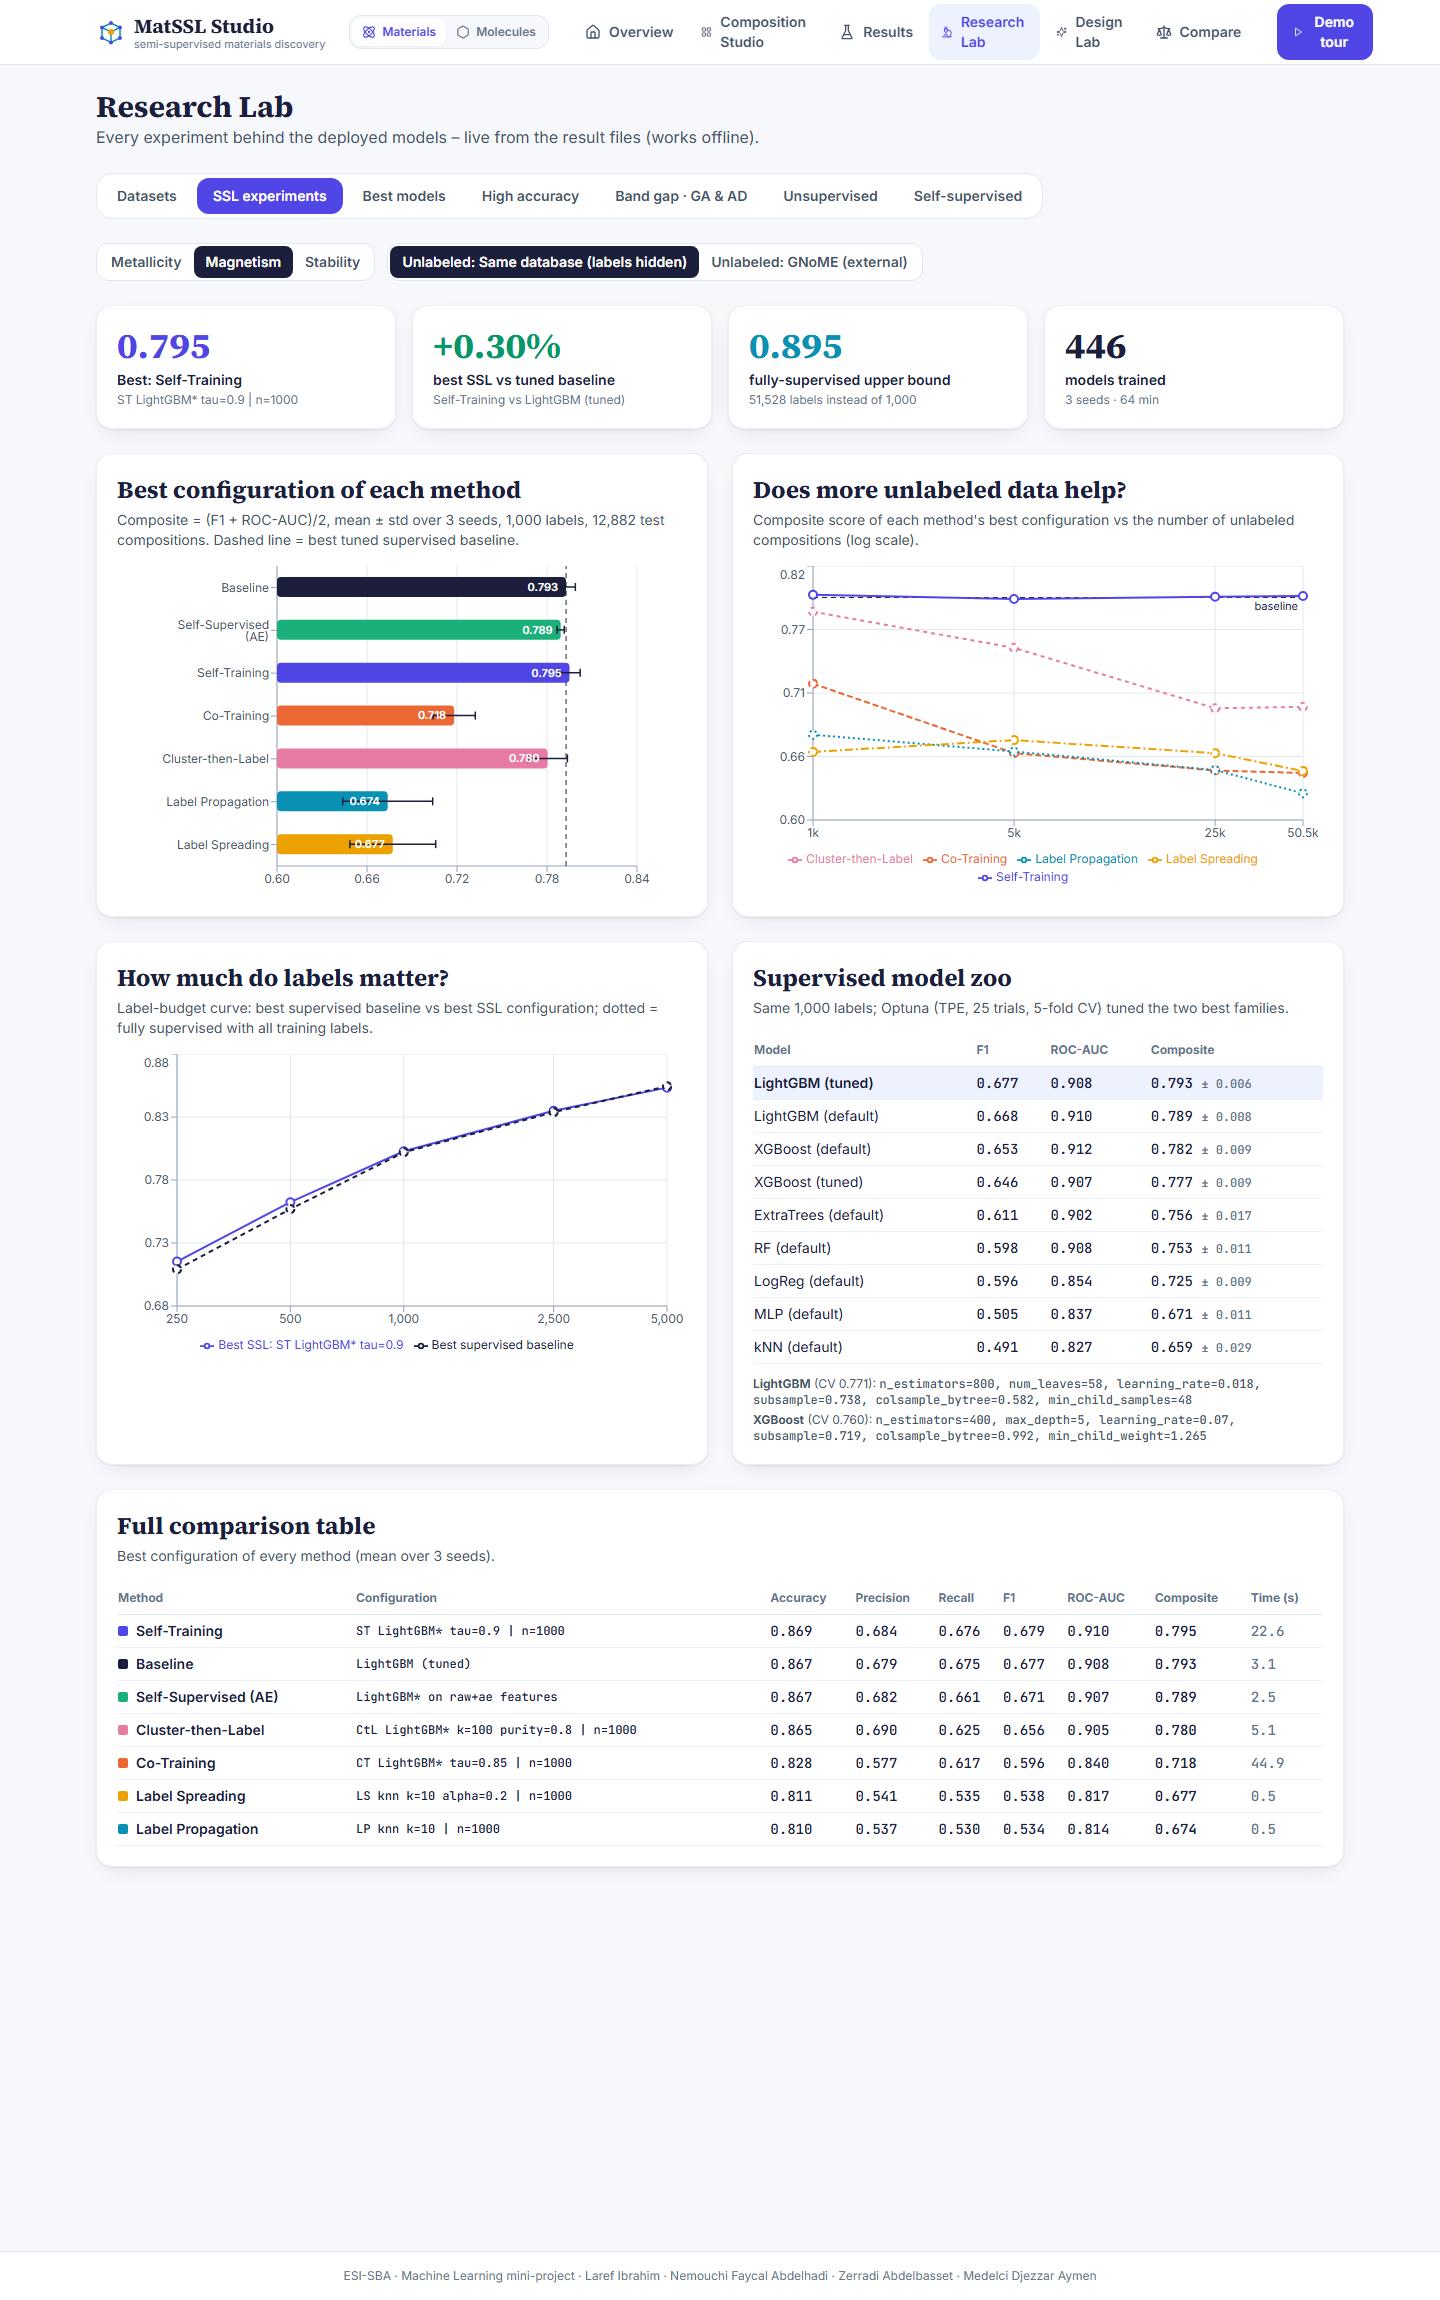 MatSSL Studio
semi-supervised materials discovery
Materials
Molecules
Overview
Composition Studio
Results
Research Lab
Design Lab
Compare
Demo tour
Research Lab
Every experiment behind the deployed models – live from the result files (works offline).
Datasets
SSL experiments
Best models
High accuracy
Band gap · GA & AD
Unsupervised
Self-supervised
Metallicity
Magnetism
Stability
Unlabeled: Same database (labels hidden)
Unlabeled: GNoME (external)
0.795
Best: Self-Training
ST LightGBM* tau=0.9 | n=1000
+0.30%
best SSL vs tuned baseline
Self-Training vs LightGBM (tuned)
0.895
fully-supervised upper bound
51,528 labels instead of 1,000
446
models trained
3 seeds · 64 min
Best configuration of each method
Composite = (F1 + ROC-AUC)/2, mean ± std over 3 seeds, 1,000 labels, 12,882 test
compositions. Dashed line = best tuned supervised baseline.
Baseline 0.793
Self-Supervised (AE) 0.789
Self-Training 0.795
Co-Training 0.718
Cluster-then-Label 0.780
Label Propagation 0.674
Label Spreading 0.677
0.60 0.66 0.72 0.78 0.84
Does more unlabeled data help?
Composite score of each method's best configuration vs the number of unlabeled
compositions (log scale).
0.82
0.77
0.71
0.66
0.60
baseline
1k 5k 25k 50.5k
Cluster-then-Label Co-Training Label Propagation Label Spreading
Self-Training
How much do labels matter?
Label-budget curve: best supervised baseline vs best SSL configuration; dotted =
fully supervised with all training labels.
0.88
0.83
0.78
0.73
0.68
250 500 1,000 2,500 5,000
Best SSL: ST LightGBM* tau=0.9 Best supervised baseline
Supervised model zoo
Same 1,000 labels; Optuna (TPE, 25 trials, 5-fold CV) tuned the two best families.
Model F1 ROC-AUC Composite
LightGBM (tuned) 0.677 0.908 0.793 ± 0.006
LightGBM (default) 0.668 0.910 0.789 ± 0.008
XGBoost (default) 0.653 0.912 0.782 ± 0.009
XGBoost (tuned) 0.646 0.907 0.777 ± 0.009
ExtraTrees (default) 0.611 0.902 0.756 ± 0.017
RF (default) 0.598 0.908 0.753 ± 0.011
LogReg (default) 0.596 0.854 0.725 ± 0.009
MLP (default) 0.505 0.837 0.671 ± 0.011
kNN (default) 0.491 0.827 0.659 ± 0.029
LightGBM (CV 0.771): n_estimators=800, num_leaves=58, learning_rate=0.018,
subsample=0.738, colsample_bytree=0.582, min_child_samples=48
XGBoost (CV 0.760): n_estimators=400, max_depth=5, learning_rate=0.07,
subsample=0.719, colsample_bytree=0.992, min_child_weight=1.265
Full comparison table
Best configuration of every method (mean over 3 seeds).
Method Configuration Accuracy Precision Recall F1 ROC-AUC Composite Time (s)
Self-Training ST LightGBM* tau=0.9 | n=1000 0.869 0.684 0.676 0.679 0.910 0.795 22.6
Baseline LightGBM (tuned) 0.867 0.679 0.675 0.677 0.908 0.793 3.1
Self-Supervised (AE) LightGBM* on raw+ae features 0.867 0.682 0.661 0.671 0.907 0.789 2.5
Cluster-then-Label CtL LightGBM* k=100 purity=0.8 | n=1000 0.865 0.690 0.625 0.656 0.905 0.780 5.1
Co-Training CT LightGBM* tau=0.85 | n=1000 0.828 0.577 0.617 0.596 0.840 0.718 44.9
Label Spreading LS knn k=10 alpha=0.2 | n=1000 0.811 0.541 0.535 0.538 0.817 0.677 0.5
Label Propagation LP knn k=10 | n=1000 0.810 0.537 0.530 0.534 0.814 0.674 0.5
ESI-SBA · Machine Learning mini-project · Laref Ibrahim · Nemouchi Faycal Abdelhadi · Zerradi Abdelbasset · Medelci Djezzar Aymen